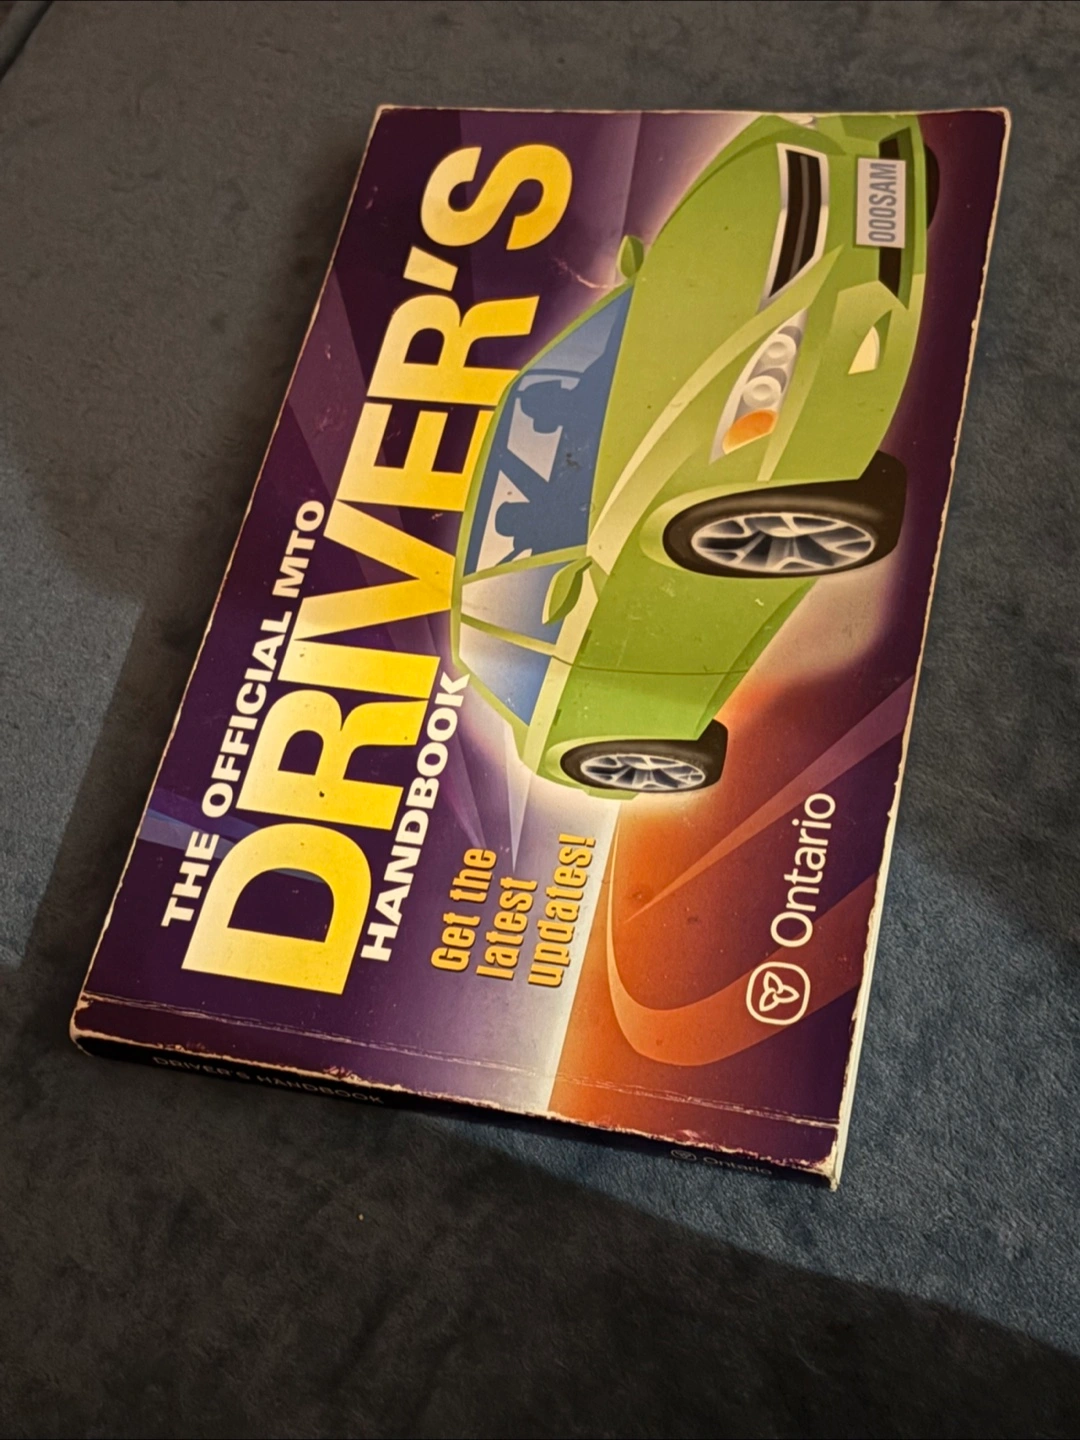 THE OFFICIAL MTO
DRIVER'S
HANDBOOK
Get the
latest
updates!
000SAM
Ontario
DRIVER'S HANDBOOK
Ontario